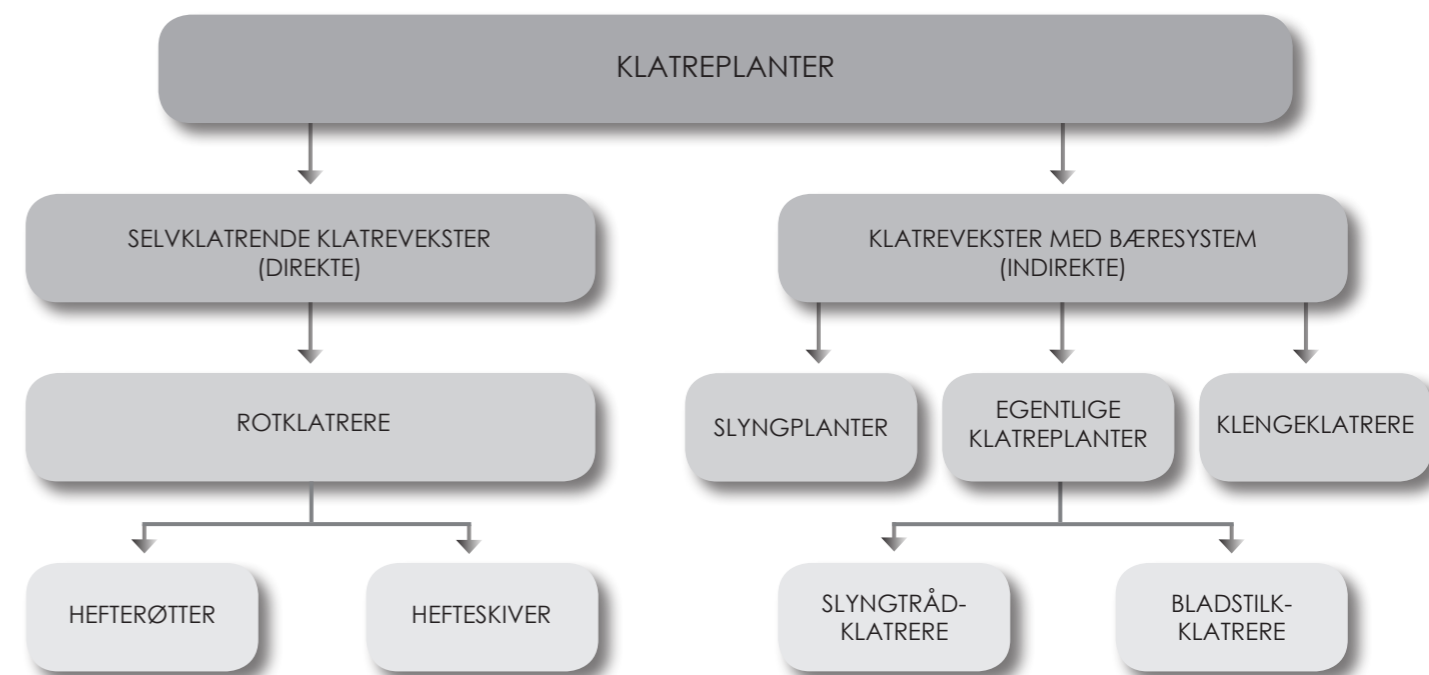 KLATREPLANTER
SELVKLATRENDE KLATREVEKSTER
(DIREKTE)
KLATREVEKSTER MED BÆRESYSTEM
(INDIREKTE)
ROTKLATRERE
SLYNGPLANTER
EGENTLIGE
KLATREPLANTER
KLENGEKLATRERE
HEFTERØTTER
HEFTESKIVER
SLYNGTRÅD-
KLATRERE
BLADSTILK-
KLATRERE